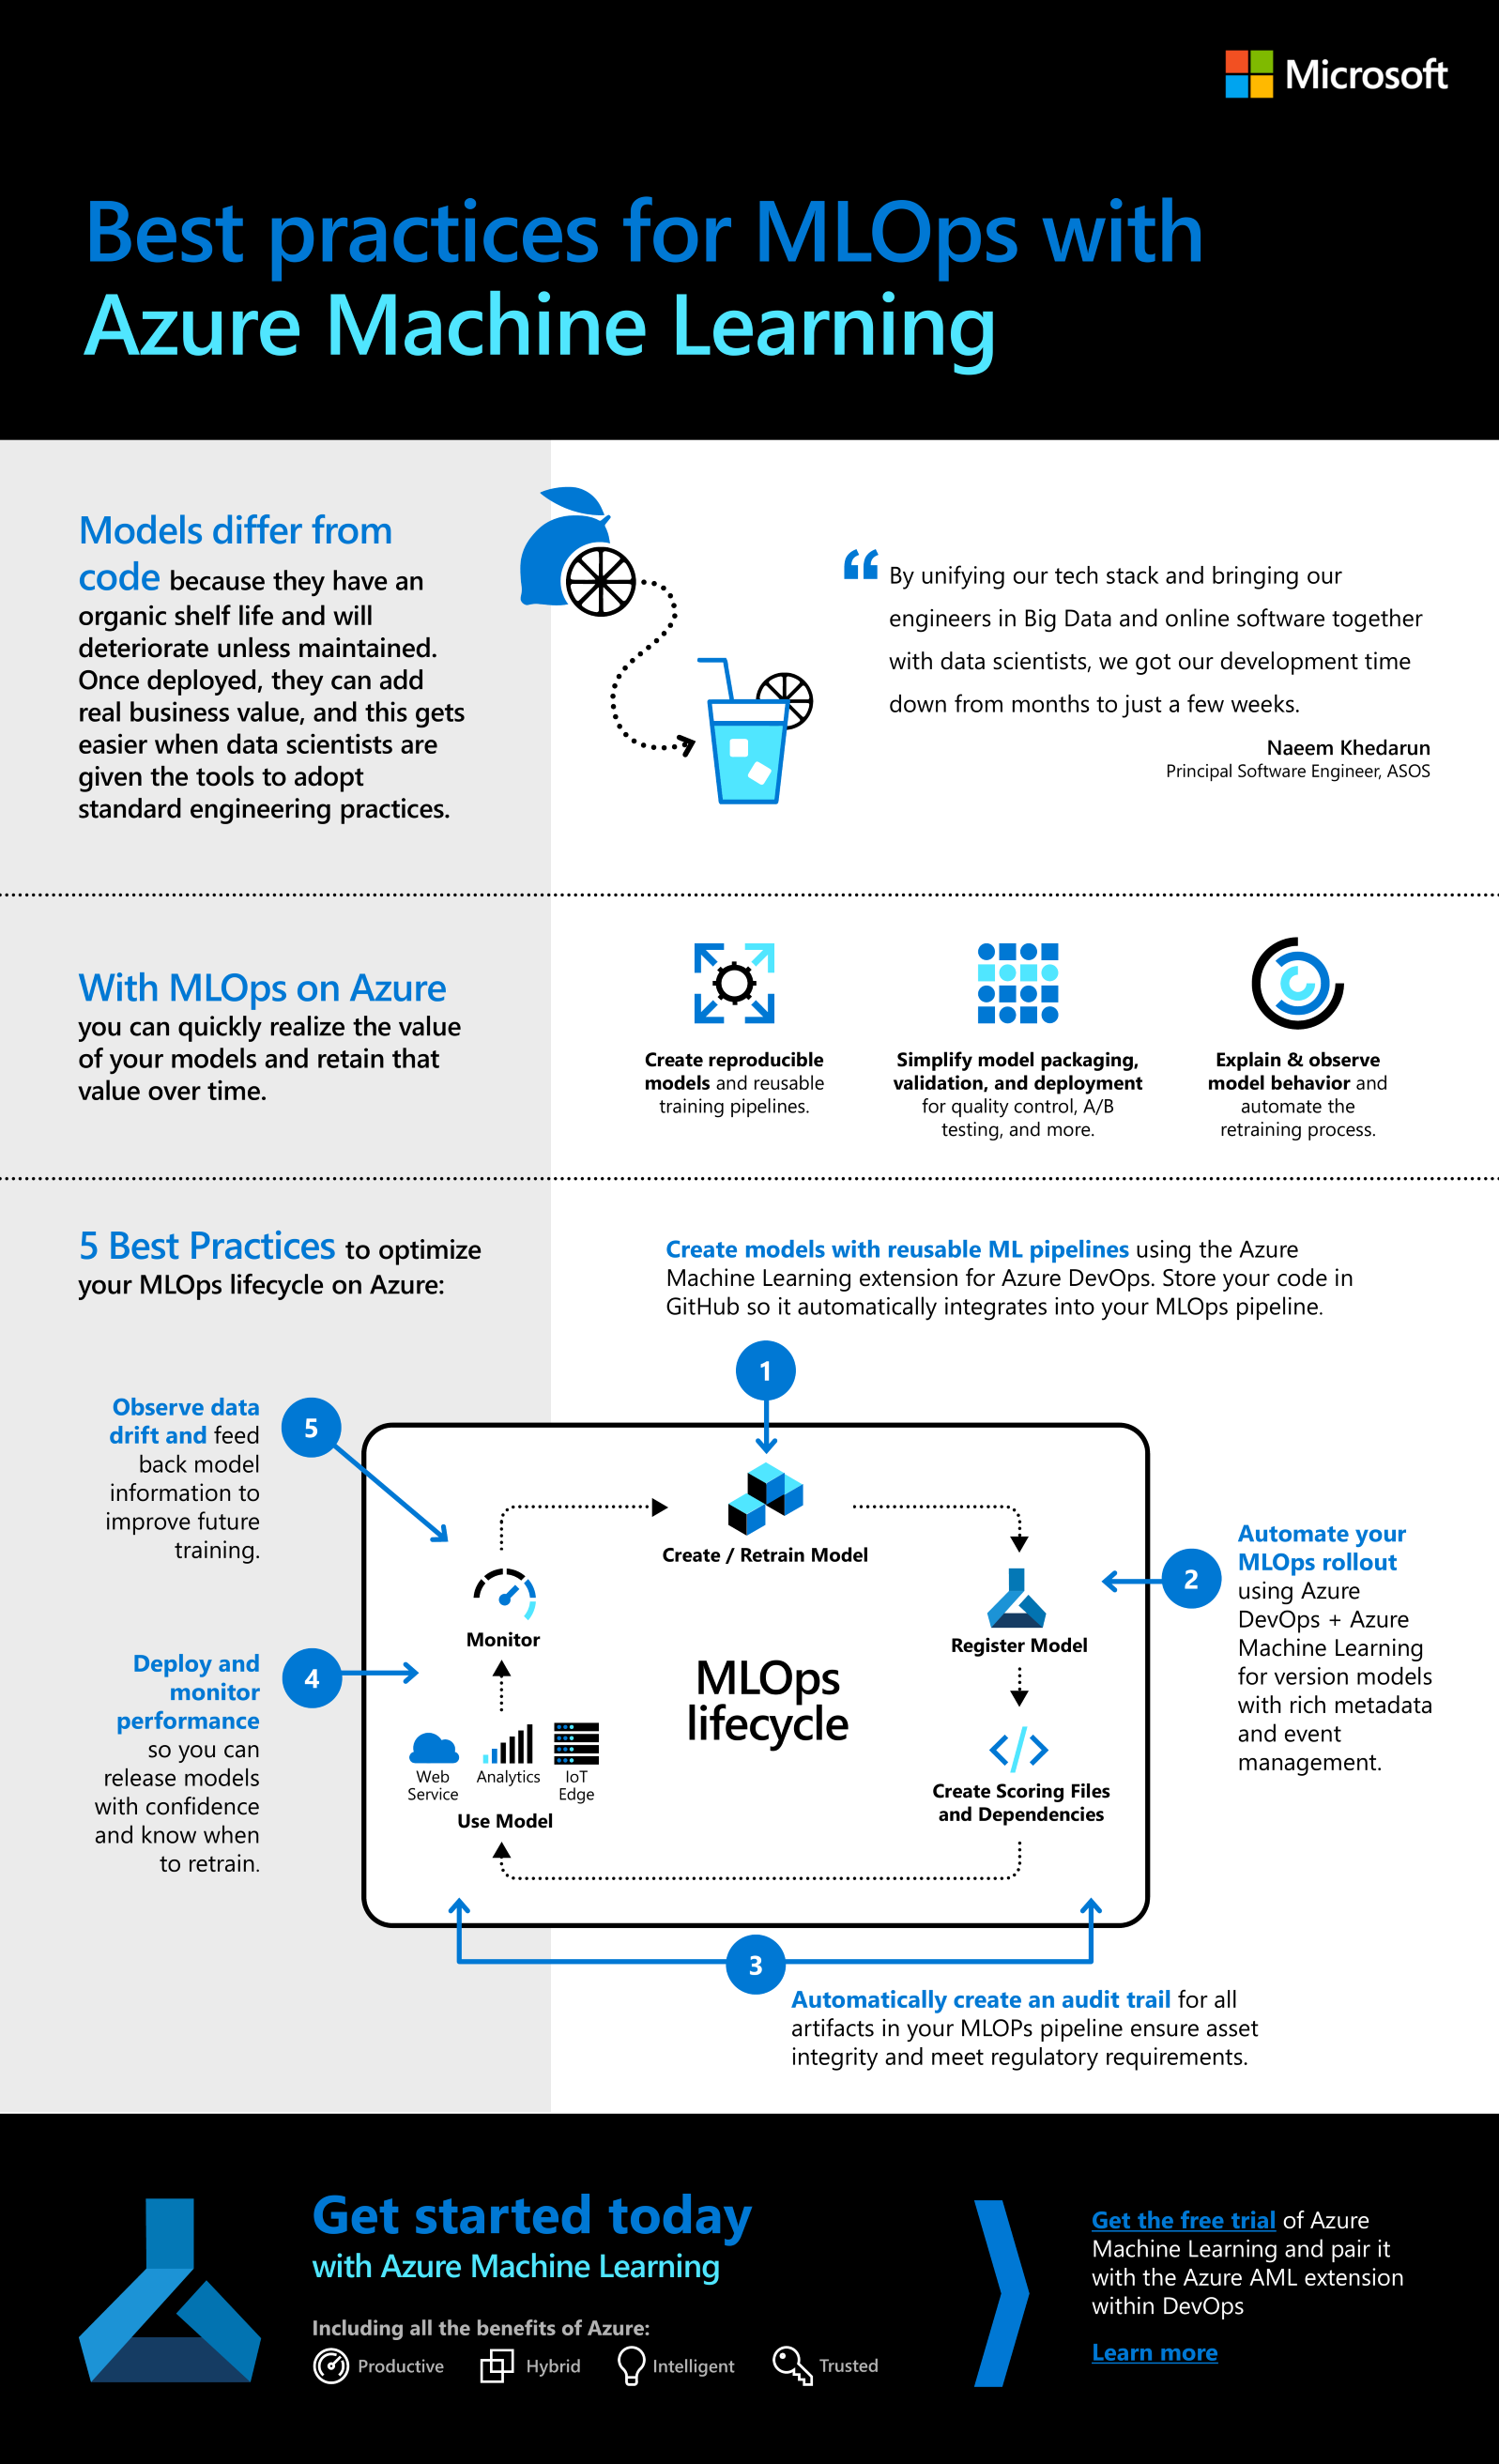 Microsoft
Best practices for MLOps with
Azure Machine Learning
Models differ from
code because they have an
organic shelf life and will
deteriorate unless maintained.
Once deployed, they can add
real business value, and this gets
easier when data scientists are
given the tools to adopt
standard engineering practices.
“ By unifying our tech stack and bringing our
engineers in Big Data and online software together
with data scientists, we got our development time
down from months to just a few weeks.
Naeem Khedarun
Principal Software Engineer, ASOS
With MLOps on Azure
you can quickly realize the value
of your models and retain that
value over time.
Create reproducible
models and reusable
training pipelines.
Simplify model packaging,
validation, and deployment
for quality control, A/B
testing, and more.
Explain & observe
model behavior and
automate the
retraining process.
5 Best Practices to optimize
your MLOps lifecycle on Azure:
Create models with reusable ML pipelines using the Azure
Machine Learning extension for Azure DevOps. Store your code in
GitHub so it automatically integrates into your MLOps pipeline.
1
Observe data
drift and feed
back model
information to
improve future
training.
5
Create / Retrain Model
Automate your
MLOps rollout
using Azure
DevOps + Azure
Machine Learning
for version models
with rich metadata
and event
management.
2
Register Model
Monitor
MLOps
lifecycle
Deploy and
monitor
performance
so you can
release models
with confidence
and know when
to retrain.
4
Web
Service
Analytics
IoT
Edge
Use Model
Create Scoring Files
and Dependencies
3
Automatically create an audit trail for all
artifacts in your MLOPs pipeline ensure asset
integrity and meet regulatory requirements.
Get started today
with Azure Machine Learning
Including all the benefits of Azure:
Productive
Hybrid
Intelligent
Trusted
Get the free trial of Azure
Machine Learning and pair it
with the Azure AML extension
within DevOps
Learn more